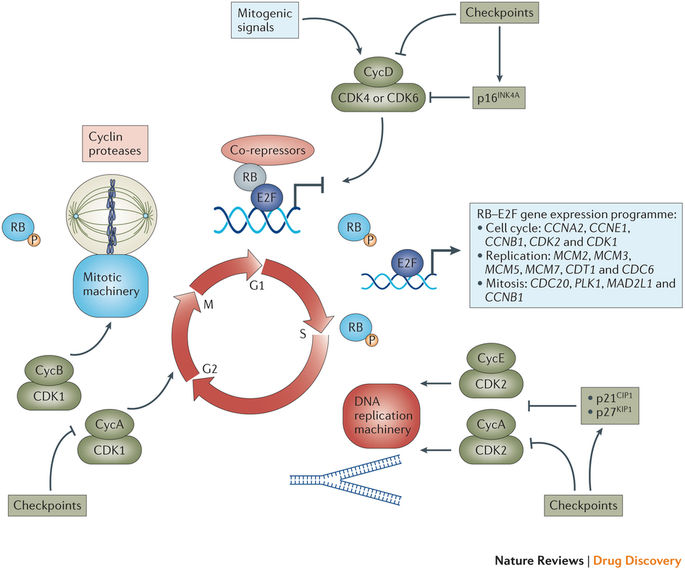 Mitogenic
signals
Checkpoints
CycD
CDK4 or CDK6
p16INK4A
Cyclin
proteases
Co-repressors
RB
E2F
RB
P
RB
P
RB–E2F gene expression programme:
• Cell cycle: CCNA2, CCNE1,
CCNB1, CDK2 and CDK1
• Replication: MCM2, MCM3,
MCM5, MCM7, CDT1 and CDC6
• Mitosis: CDC20, PLK1, MAD2L1 and
CCNB1
E2F
Mitotic
machinery
G1
M
S
G2
RB
P
CycB
CDK1
CycA
CDK1
CycE
CDK2
DNA
replication
machinery
CycA
CDK2
• p21CIP1
• p27KIP1
Checkpoints
Checkpoints
Nature Reviews | Drug Discovery